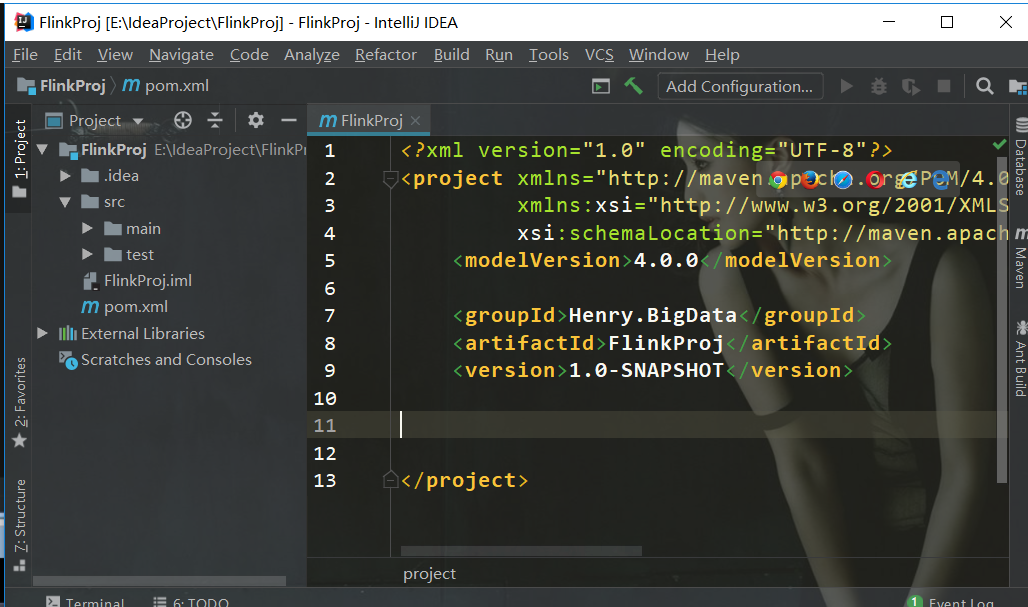 FlinkProj [E:\IdeaProject\FlinkProj] - FlinkProj - IntelliJ IDEA
File Edit View Navigate Code Analyze Refactor Build Run Tools VCS Window Help
FlinkProj m pom.xml
Add Configuration...
1: Project
2: Favorites
7: Structure
Project
FlinkProj E:\IdeaProject\FlinkPr
.idea
src
main
test
FlinkProj.iml
m pom.xml
External Libraries
Scratches and Consoles
m FlinkProj
1 <?xml version="1.0" encoding="UTF-8"?>
2 <project xmlns="http://maven.apache.org/POM/4.0
3 xmlns:xsi="http://www.w3.org/2001/XMLS
4 xsi:schemaLocation="http://maven.apach
5 <modelVersion>4.0.0</modelVersion>
6
7 <groupId>Henry.BigData</groupId>
8 <artifactId>FlinkProj</artifactId>
9 <version>1.0-SNAPSHOT</version>
10
11
12
13 </project>
project
Database
m Maven
Ant Build
Terminal 6: TODO 1 Event Log